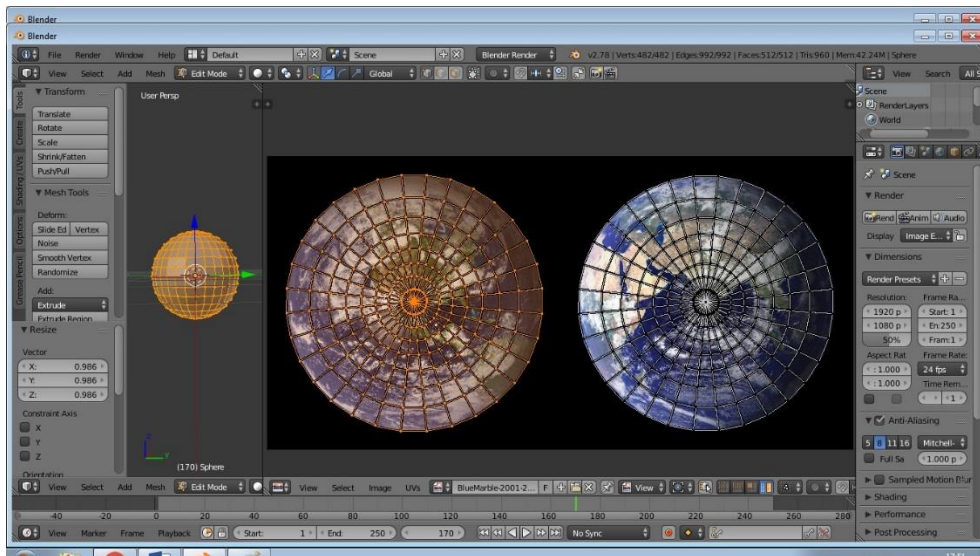 Blender
Blender
File Render Window Help Default Scene Blender Render v2.78 | Verts:482/482 | Edges:992/992 | Faces:512/512 | Tris:960 | Mem:42.24M | Sphere
View Select Add Mesh Edit Mode Global View Search All S
Tools
Create
Shading / UVs
Options
Grease Pencil
Transform
Translate
Rotate
Scale
Shrink/Fatten
Push/Pull
Mesh Tools
Deform:
Slide Ed Vertex
Noise
Smooth Vertex
Randomize
Add:
Extrude
Extrude Region
Resize
Vector
X: 0.986
Y: 0.986
Z: 0.986
Constraint Axis
X
Y
Z
Orientation
User Persp
(170) Sphere
Scene
RenderLayers
World
Scene
Render
Rend Anim Audio
Display Image E...
Dimensions
Render Presets
Resolution: Frame Ra...
1920 p Start: 1
1080 p En:250
50% Fram:1
Aspect Rat Frame Rate:
: 1.000 24 fps
: 1.000 Time Rem...
1
Anti-Aliasing
5 8 11 16 Mitchell-
Full Sa 1.000 p
Sampled Motion Blur
Shading
Performance
Post Processing
View Select Add Mesh Edit Mode View Select Image UVs BlueMarble-2001-2... F View
-40 -20 0 20 40 60 80 100 120 140 160 180 200 220 240 260 280
View Marker Frame Playback Start: 1 End: 250 170 No Sync